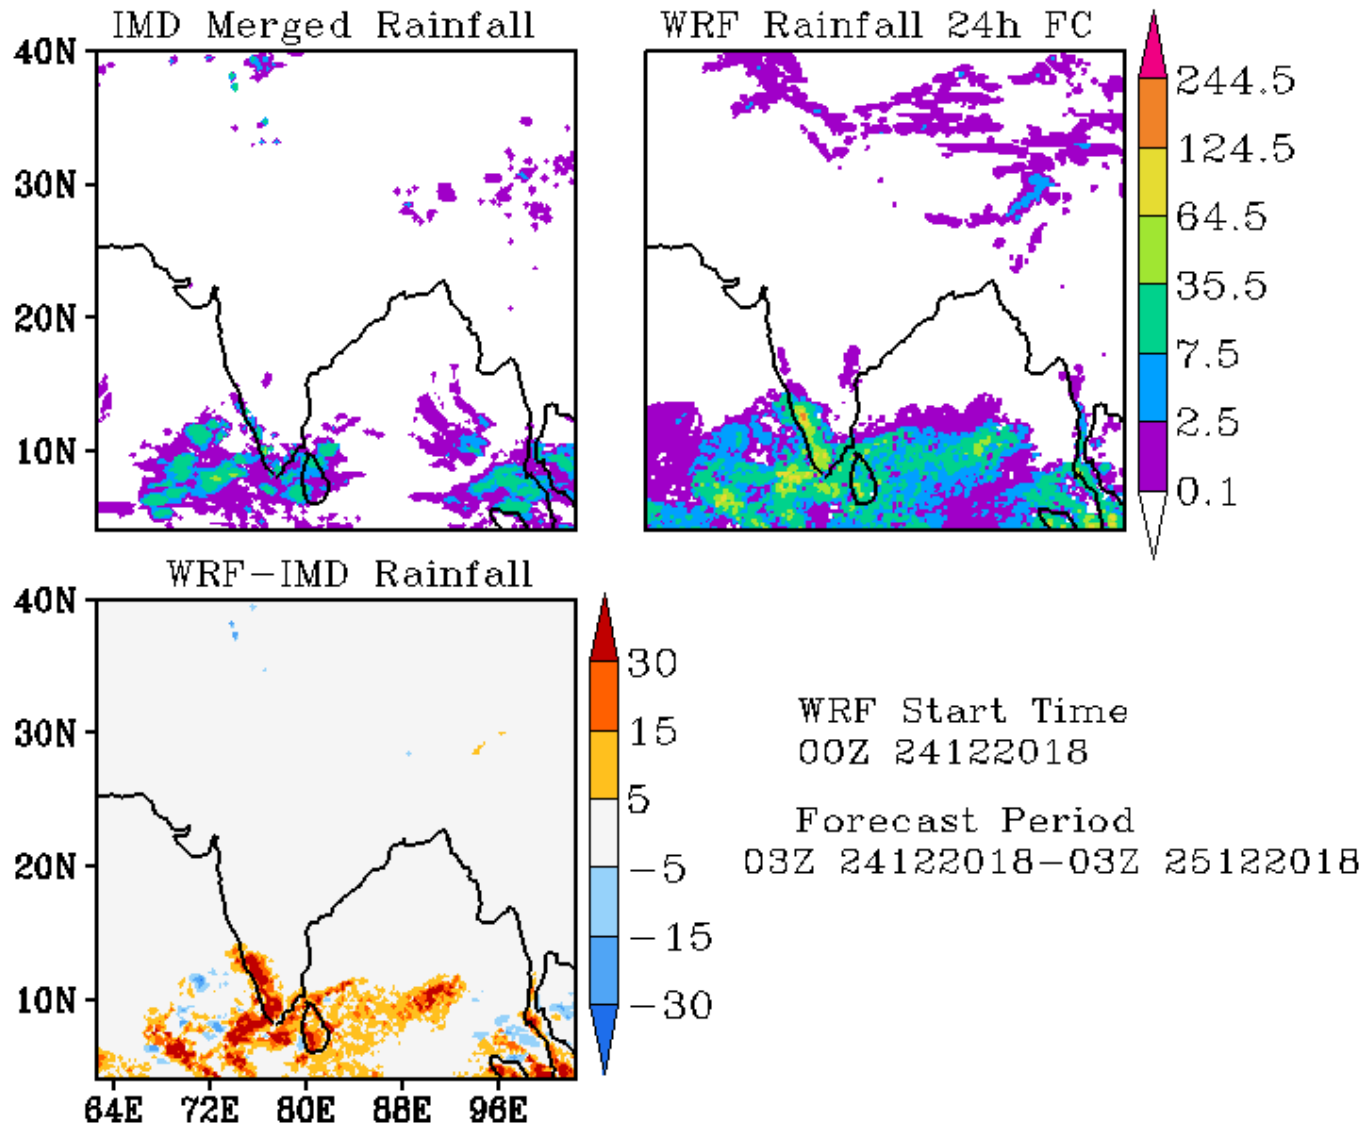 IMD Merged Rainfall
WRF Rainfall 24h FC
40N
30N
20N
10N
244.5
124.5
64.5
35.5
7.5
2.5
0.1
WRF-IMD Rainfall
40N
30N
20N
10N
64E 72E 80E 88E 96E
30
15
5
-5
-15
-30
WRF Start Time
00Z 24122018
Forecast Period
03Z 24122018-03Z 25122018